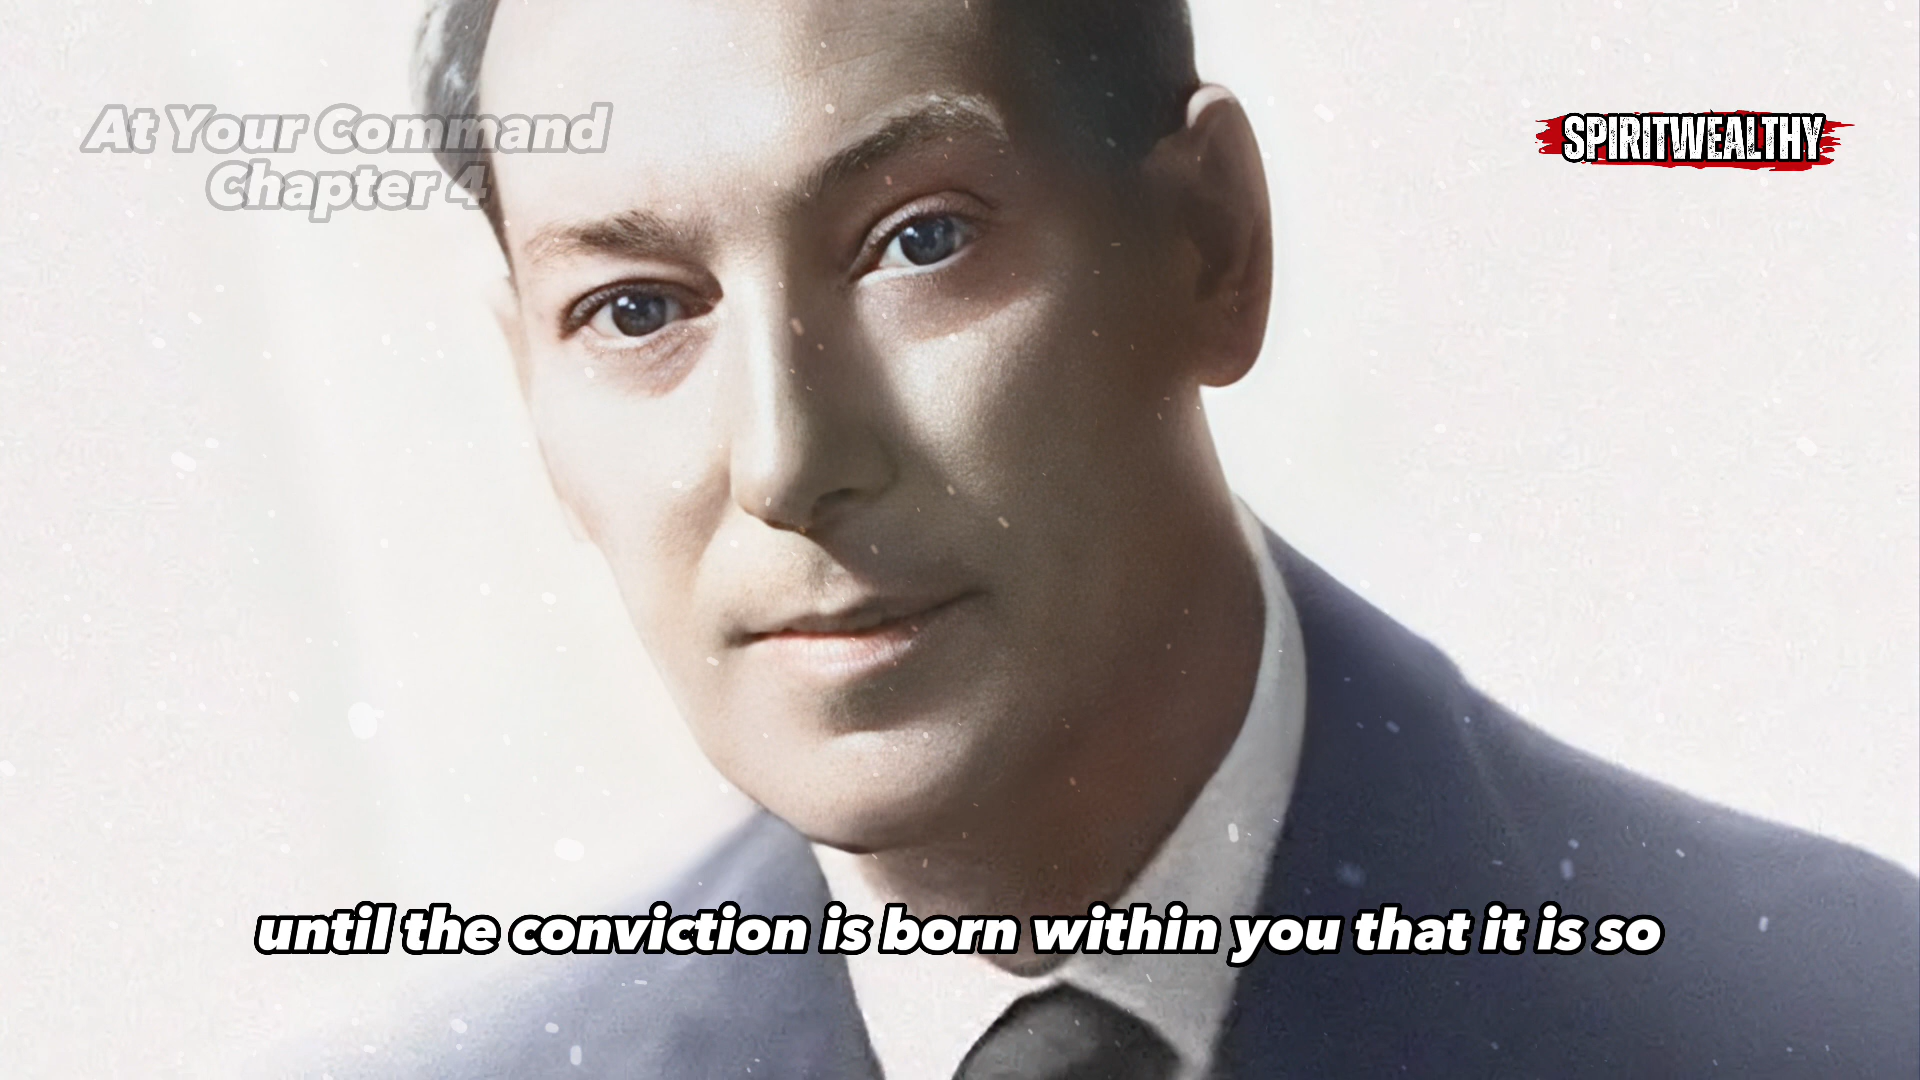 At Your Command
Chapter 4
SPIRITWEALTHY
until the conviction is born within you that it is so